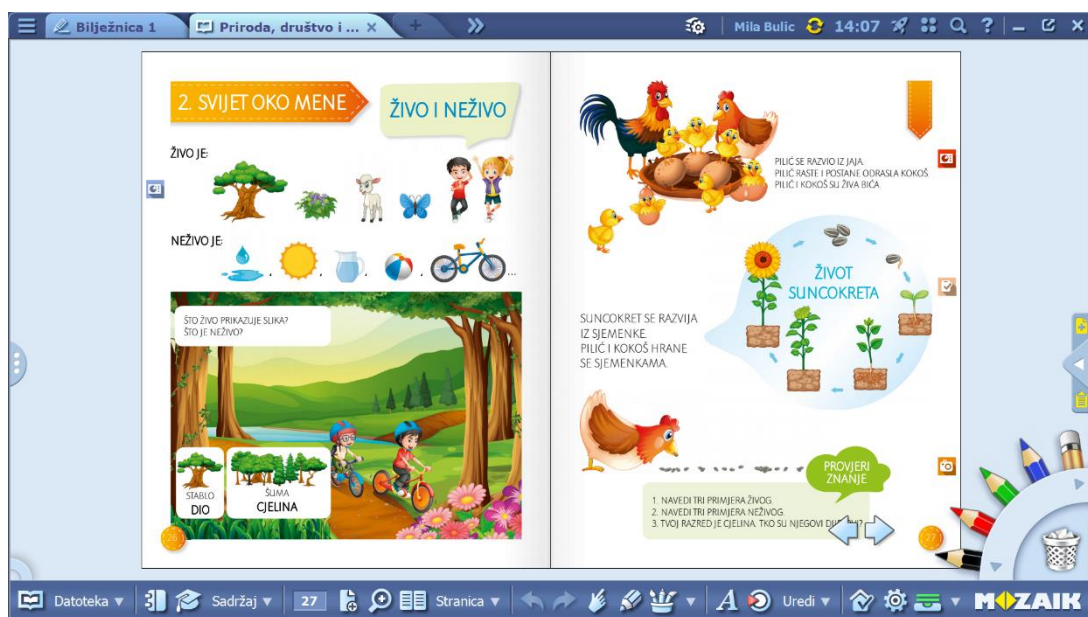 Bilježnica 1
Priroda, društvo i ...
Mila Bulic
14:07
2. SVIJET OKO MENE
ŽIVO I NEŽIVO
ŽIVO JE:
NEŽIVO JE:
, , , , ...
ŠTO ŽIVO PRIKAZUJE SLIKA?
ŠTO JE NEŽIVO?
STABLO
DIO
ŠUMA
CJELINA
26
PILIĆ SE RAZVIO IZ JAJA.
PILIĆ RASTE I POSTANE ODRASLA KOKOŠ.
PILIĆ I KOKOŠ SU ŽIVA BIĆA.
ŽIVOT
SUNCOKRETA
SUNCOKRET SE RAZVIJA
IZ SJEMENKE.
PILIĆ I KOKOŠ HRANE
SE SJEMENKAMA.
PROVJERI
ZNANJE
1. NAVEDI TRI PRIMJERA ŽIVOG.
2. NAVEDI TRI PRIMJERA NEŽIVOG.
3. TVOJ RAZRED JE CJELINA. TKO SU NJEGOVI
27
Datoteka
Sadržaj
27
Stranica
A
Uredi
MOZAIK